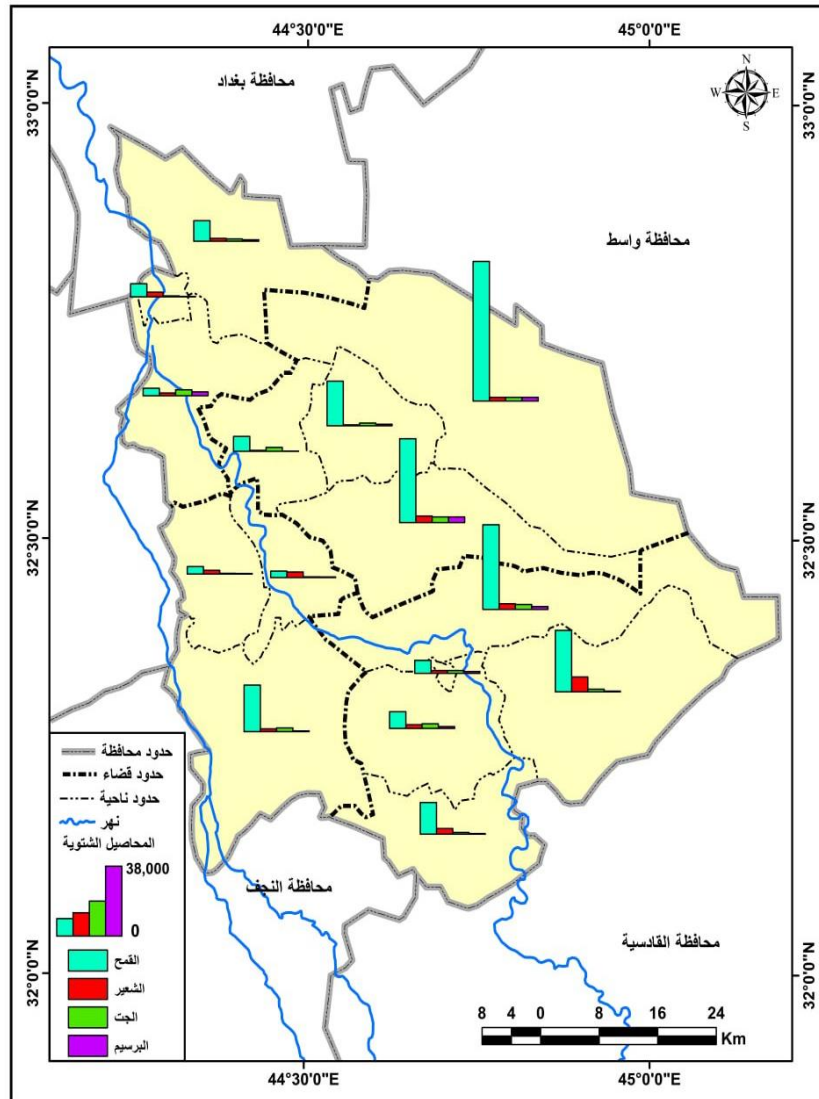 44°30'0"E
45°0'0"E
محافظة بغداد
N
W
E
S
33°0'0"N
33°0'0"N
محافظة واسط
32°30'0"N
32°30'0"N
حدود محافظة
حدود قضاء
حدود ناحية
نهر
المحاصيل الشتوية
38,000
0
القمح
الشعير
الجت
البرسيم
محافظة النجف
محافظة القادسية
32°0'0"N
32°0'0"N
8 4 0 8 16 24
Km
44°30'0"E
45°0'0"E